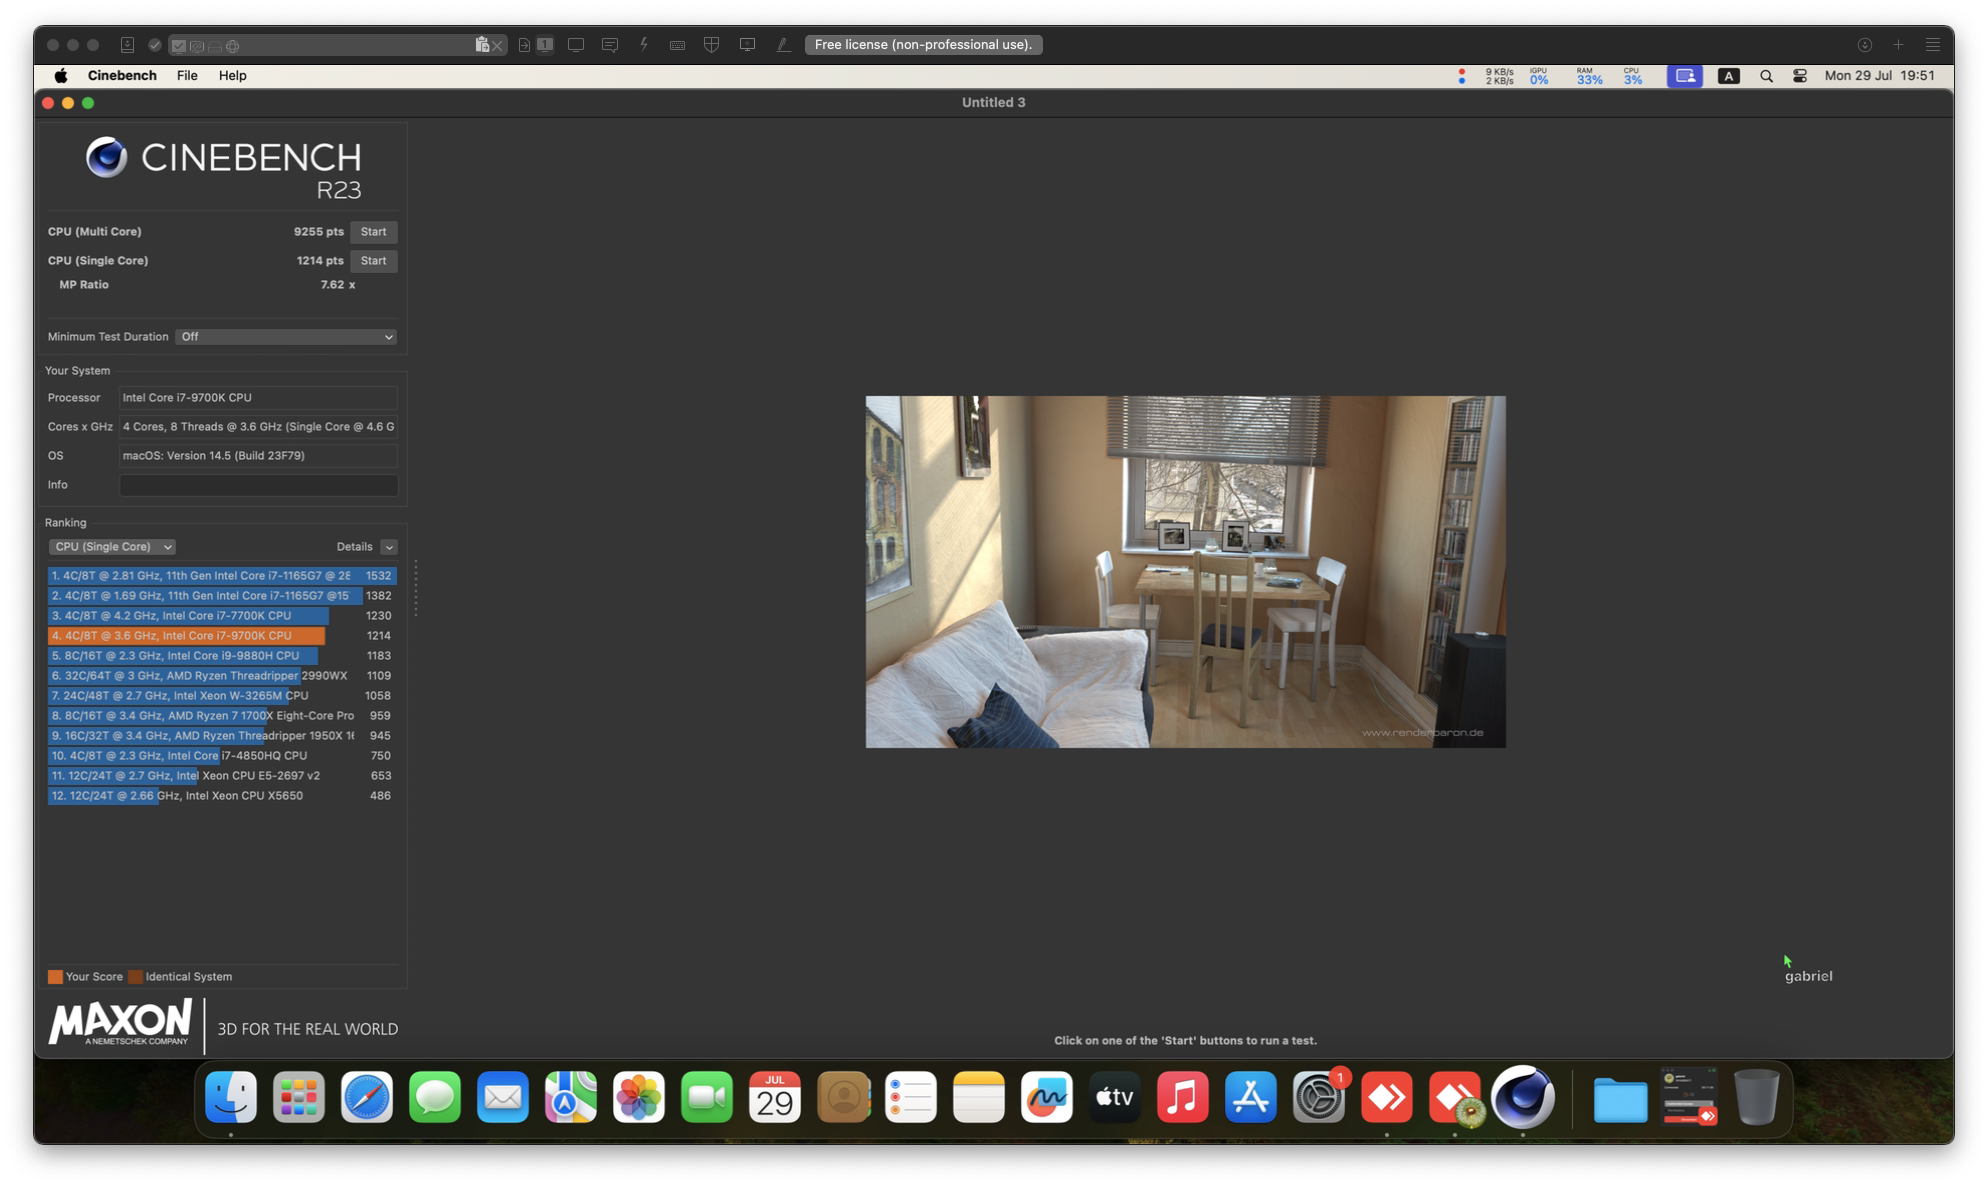 1
Free license (non-professional use).
Cinebench File Help
9 KB/s
2 KB/s
iGPU
0%
RAM
33%
CPU
3%
A
Mon 29 Jul 19:51
Untitled 3
CINEBENCH
R23
CPU (Multi Core) 9255 pts Start
CPU (Single Core) 1214 pts Start
MP Ratio 7.62 x
Minimum Test Duration Off
Your System
Processor Intel Core i7-9700K CPU
Cores x GHz 4 Cores, 8 Threads @ 3.6 GHz (Single Core @ 4.6 G
OS macOS: Version 14.5 (Build 23F79)
Info
Ranking
CPU (Single Core) Details
1. 4C/8T @ 2.81 GHz, 11th Gen Intel Core i7-1165G7 @ 28 1532
2. 4C/8T @ 1.69 GHz, 11th Gen Intel Core i7-1165G7 @15 1382
3. 4C/8T @ 4.2 GHz, Intel Core i7-7700K CPU 1230
4. 4C/8T @ 3.6 GHz, Intel Core i7-9700K CPU 1214
5. 8C/16T @ 2.3 GHz, Intel Core i9-9880H CPU 1183
6. 32C/64T @ 3 GHz, AMD Ryzen Threadripper 2990WX 1109
7. 24C/48T @ 2.7 GHz, Intel Xeon W-3265M CPU 1058
8. 8C/16T @ 3.4 GHz, AMD Ryzen 7 1700X Eight-Core Pro 959
9. 16C/32T @ 3.4 GHz, AMD Ryzen Threadripper 1950X 16 945
10. 4C/8T @ 2.3 GHz, Intel Core i7-4850HQ CPU 750
11. 12C/24T @ 2.7 GHz, Intel Xeon CPU E5-2697 v2 653
12. 12C/24T @ 2.66 GHz, Intel Xeon CPU X5650 486
www.renderbaron.de
Your Score Identical System
gabriel
MAXON
A NEMETSCHEK COMPANY
3D FOR THE REAL WORLD
Click on one of the 'Start' buttons to run a test.
JUL
29
tv
1